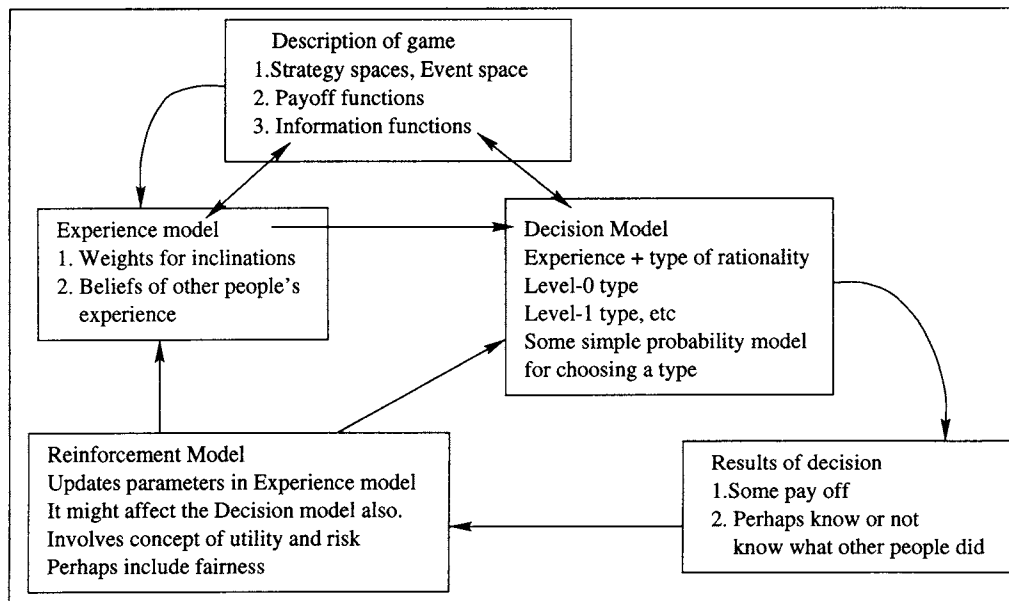 Description of game
1.Strategy spaces, Event space
2. Payoff functions
3. Information functions
Experience model
1. Weights for inclinations
2. Beliefs of other people's
experience
Decision Model
Experience + type of rationality
Level-0 type
Level-1 type, etc
Some simple probability model
for choosing a type
Reinforcement Model
Updates parameters in Experience model
It might affect the Decision model also.
Involves concept of utility and risk
Perhaps include fairness
Results of decision
1.Some pay off
2. Perhaps know or not
know what other people did